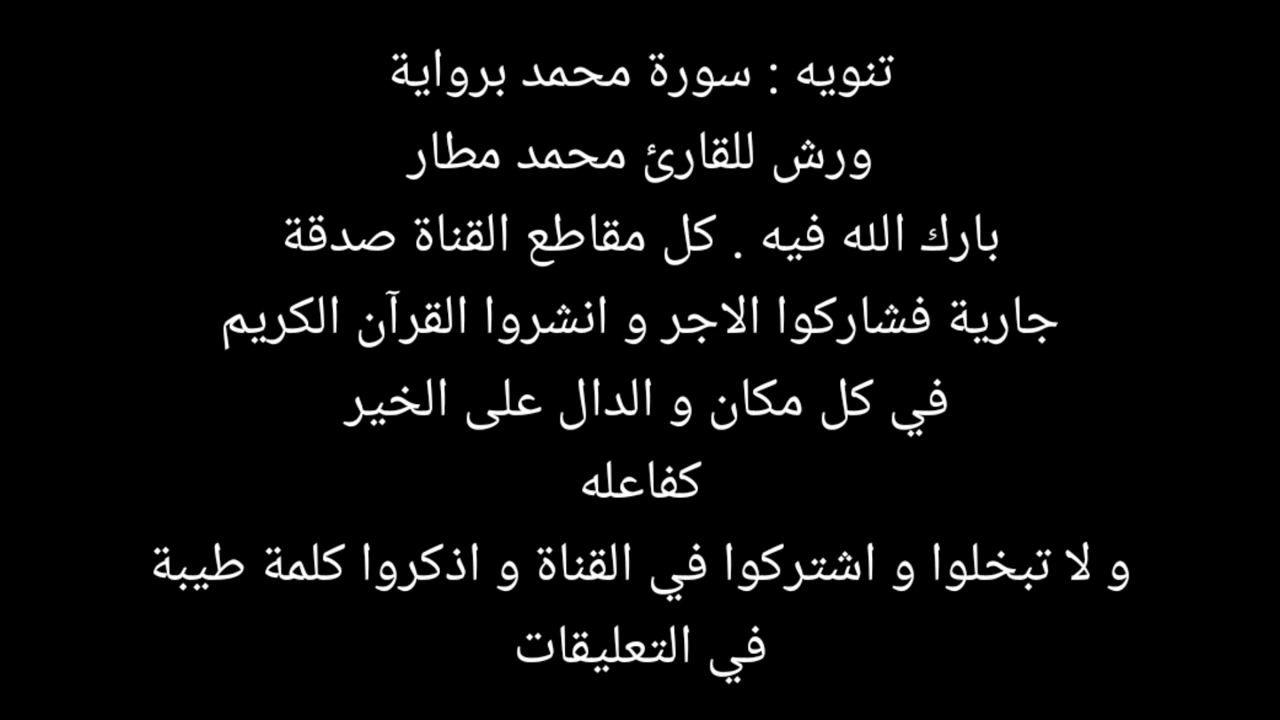 تنويه : سورة محمد برواية
ورش للقارئ محمد مطار
بارك الله فيه . كل مقاطع القناة صدقة
جارية فشاركوا الاجر و انشروا القرآن الكريم
في كل مكان و الدال على الخير
كفاعله
و لا تبخلوا و اشتركوا في القناة و اذكروا كلمة طيبة
في التعليقات